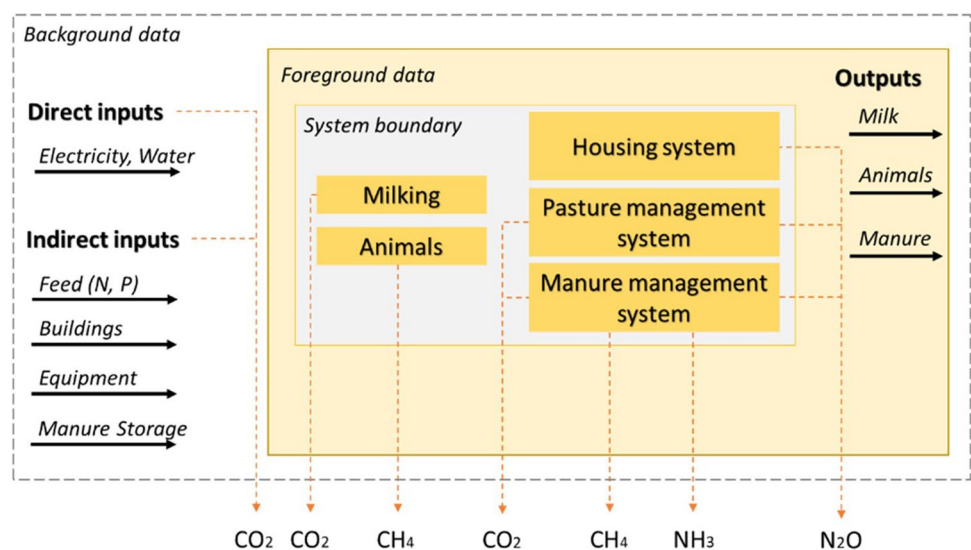 Background data
Foreground data
Outputs
Direct inputs
System boundary
Milk
Electricity, Water
Housing system
Milking
Animals
Pasture management
system
Animals
Indirect inputs
Manure
Feed (N, P)
Manure management
system
Buildings
Equipment
Manure Storage
CO₂ CO₂ CH₄ CO₂ CH₄ NH₃ N₂O